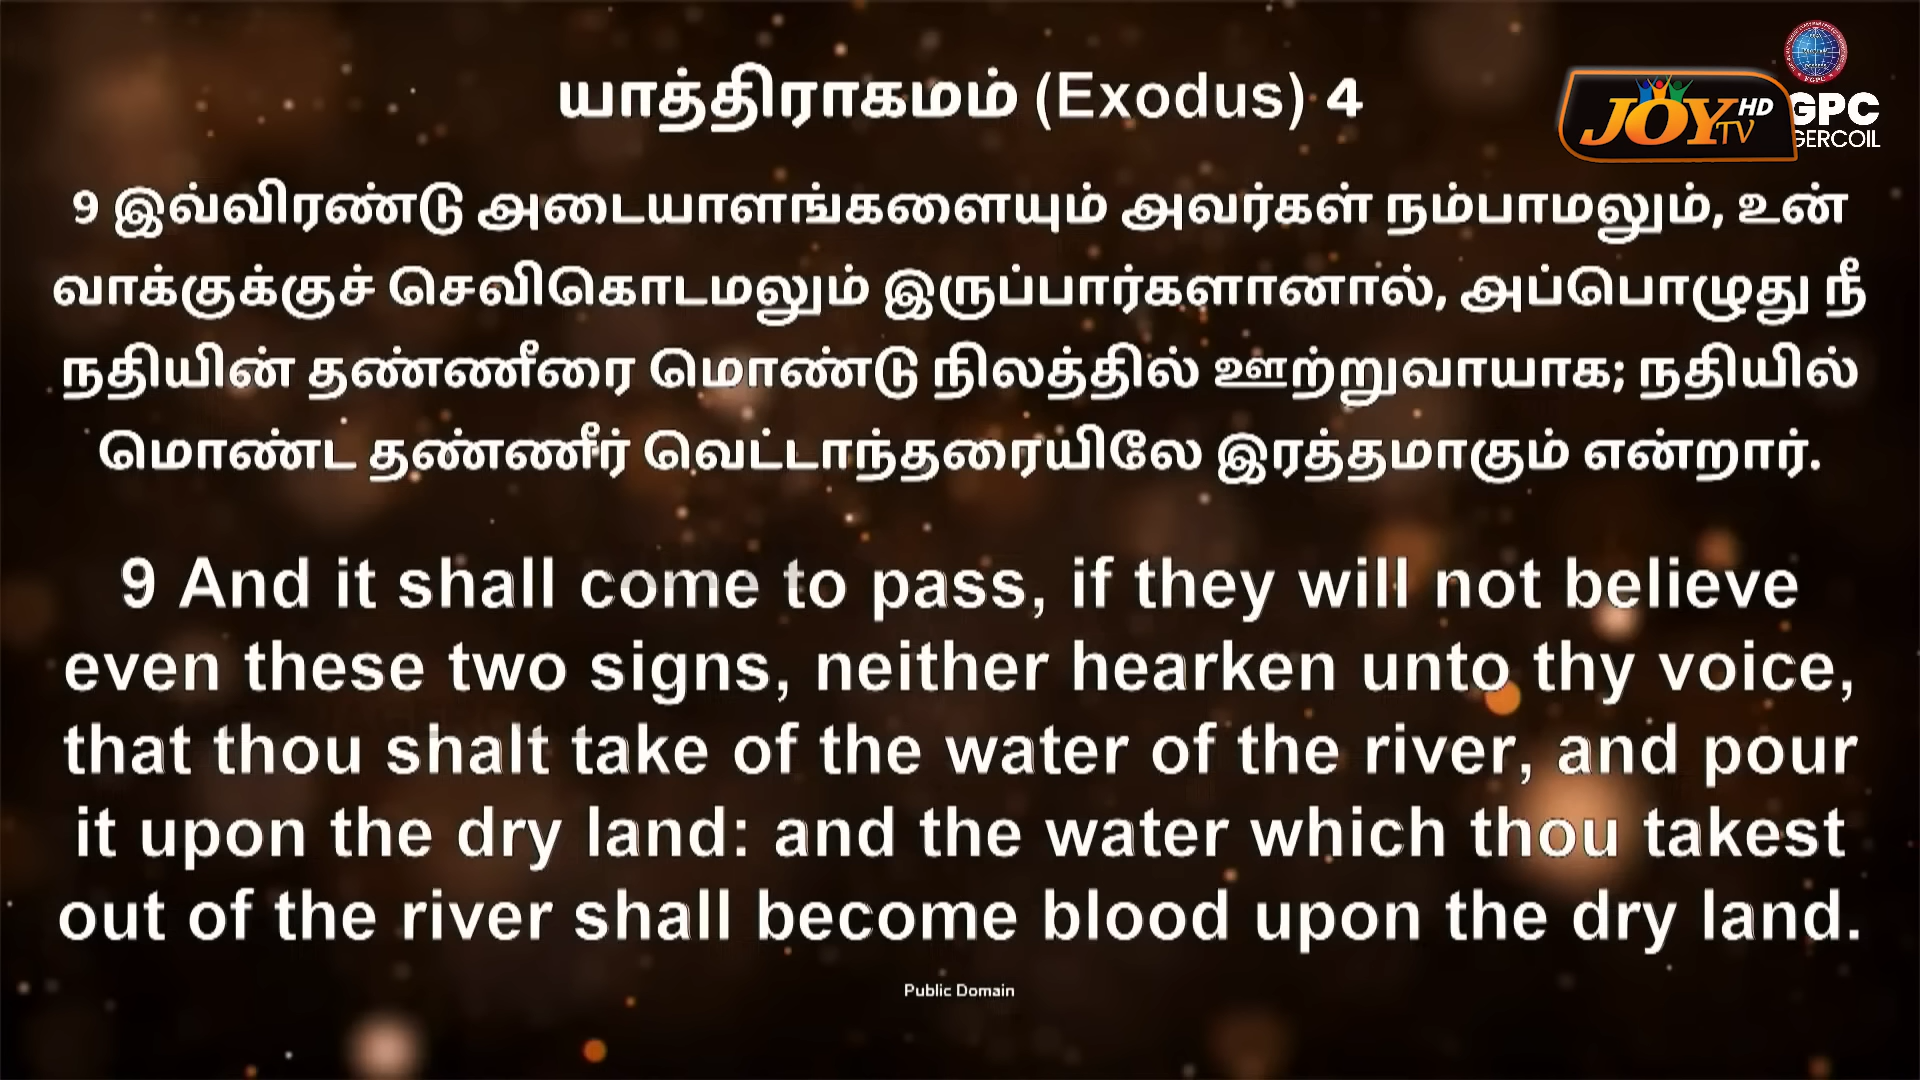 யாத்திராகமம் (Exodus) 4
JOY TV HD
GPC
GERCOIL
9 இவ்விரண்டு அடையாளங்களையும் அவர்கள் நம்பாமலும், உன்
வாக்குக்குச் செவிகொடமலும் இருப்பார்களானால், அப்பொழுது நீ
நதியின் தண்ணீரை மொண்டு நிலத்தில் ஊற்றுவாயாக; நதியில்
மொண்ட தண்ணீர் வெட்டாந்தரையிலே இரத்தமாகும் என்றார்.
9 And it shall come to pass, if they will not believe
even these two signs, neither hearken unto thy voice,
that thou shalt take of the water of the river, and pour
it upon the dry land: and the water which thou takest
out of the river shall become blood upon the dry land.
Public Domain